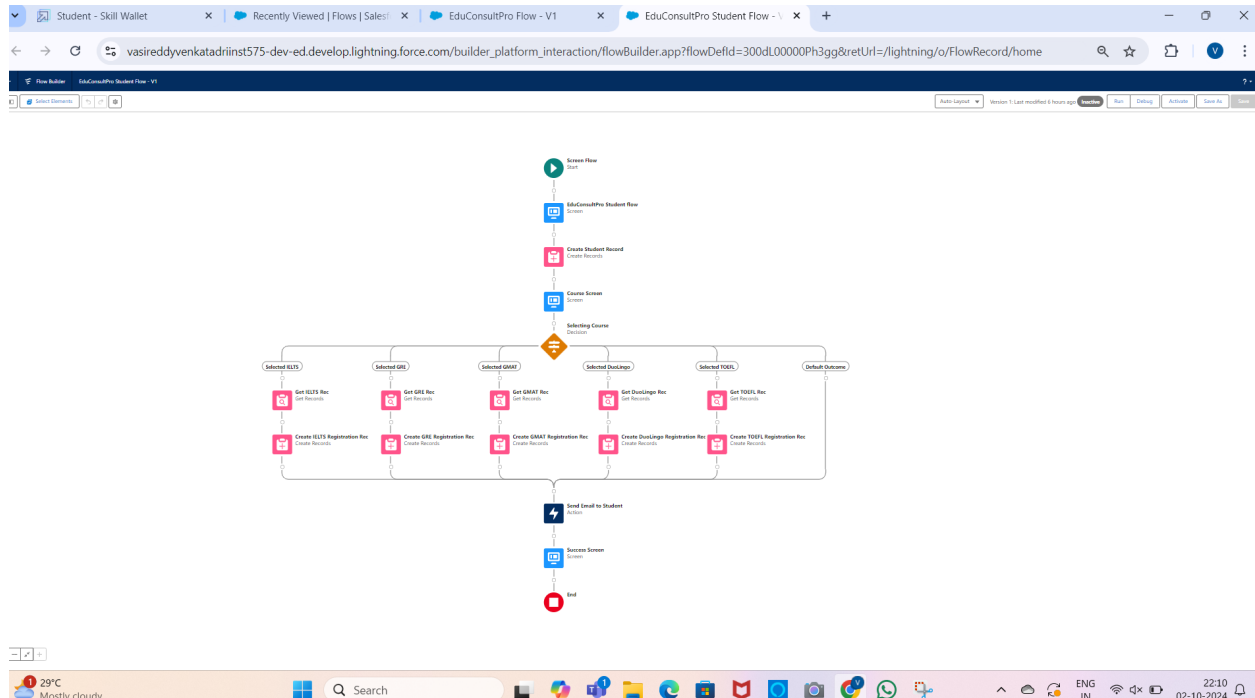 Student - Skill Wallet
Recently Viewed | Flows | Salesf
EduConsultPro Flow - V1
EduConsultPro Student Flow - V
vasireddyvenkatadriinst575-dev-ed.develop.lightning.force.com/builder_platform_interaction/flowBuilder.app?flowDefId=300dL00000Ph3gg&retUrl=/lightning/o/FlowRecord/home
V
Flow Builder
EduConsultPro Student Flow - V1
?
Select Elements
Auto-Layout
Version 1: Last modified 6 hours ago
Inactive
Run
Debug
Activate
Save As
Save
Screen Flow
Start
EduConsultPro Student flow
Screen
Create Student Record
Create Records
Course Screen
Screen
Selecting Course
Decision
Selected IELTS
Selected GRE
Selected GMAT
Selected DuoLingo
Selected TOEFL
Default Outcome
Get IELTS Rec
Get Records
Get GRE Rec
Get Records
Get GMAT Rec
Get Records
Get DuoLingo Rec
Get Records
Get TOEFL Rec
Get Records
Create IELTS Registration Rec
Create Records
Create GRE Registration Rec
Create Records
Create GMAT Registration Rec
Create Records
Create DuoLingo Registration Rec
Create Records
Create TOEFL Registration Rec
Create Records
Send Email to Student
Action
Success Screen
Screen
End
1
29°C
Mostly cloudy
Search
1
V
ENG
IN
22:10
02-10-2024